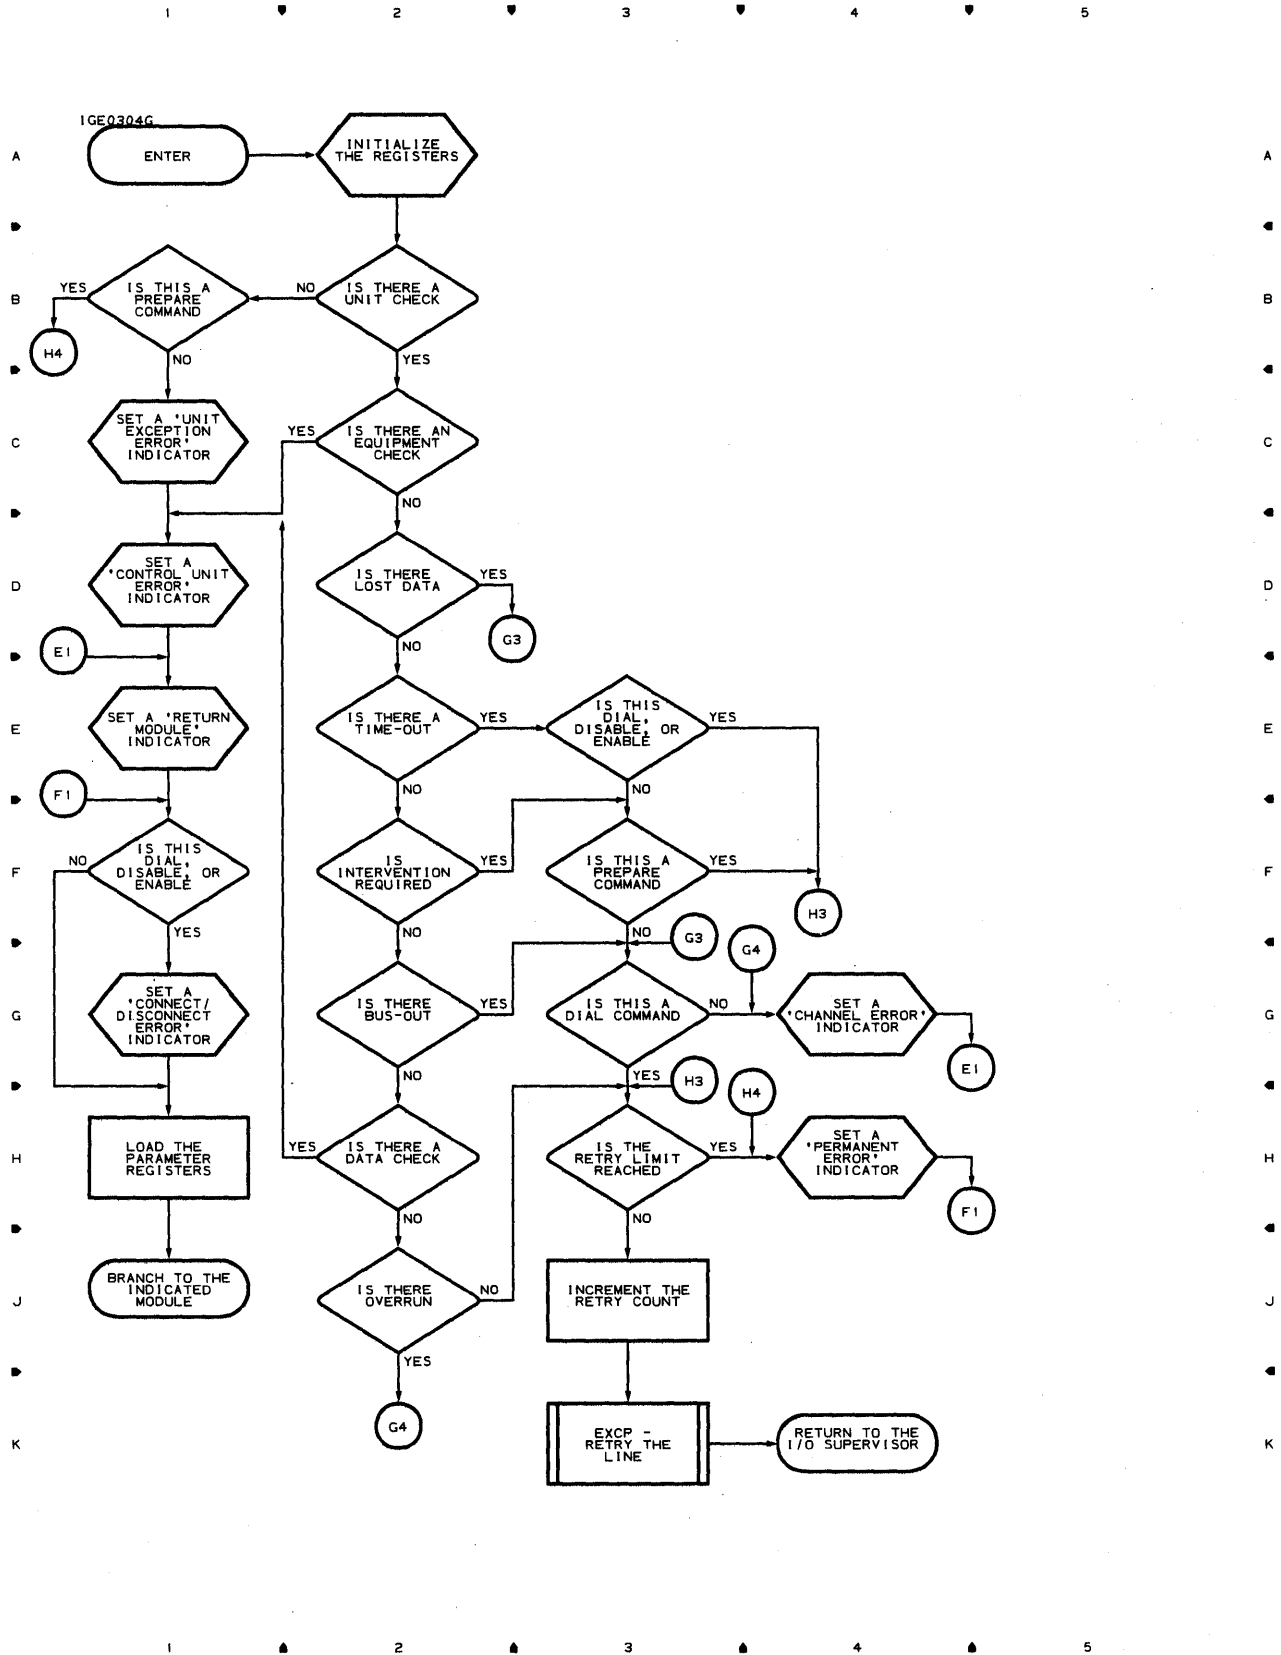 1 2 3 4 5
1GE0304G
A
ENTER
INITIALIZE
THE REGISTERS
A
B
YES
IS THIS A
PREPARE
COMMAND
NO
IS THERE A
UNIT CHECK
B
H4
NO
YES
C
SET A 'UNIT
EXCEPTION
ERROR'
INDICATOR
YES
IS THERE AN
EQUIPMENT
CHECK
C
NO
D
SET A
'CONTROL UNIT
ERROR'
INDICATOR
IS THERE
LOST DATA
YES
D
G3
E1
NO
E
SET A 'RETURN
MODULE'
INDICATOR
IS THERE A
TIME-OUT
YES
IS THIS
DIAL,
DISABLE, OR
ENABLE
YES
E
F1
NO
NO
F
NO
IS THIS
DIAL,
DISABLE, OR
ENABLE
IS
INTERVENTION
REQUIRED
YES
IS THIS A
PREPARE
COMMAND
YES
F
H3
YES
NO
NO
G3
G4
G
SET A
'CONNECT/
DISCONNECT
ERROR'
INDICATOR
IS THERE
BUS-OUT
YES
IS THIS A
DIAL COMMAND
NO
SET A
'CHANNEL ERROR'
INDICATOR
G
E1
NO
YES
H3
H4
H
LOAD THE
PARAMETER
REGISTERS
YES
IS THERE A
DATA CHECK
IS THE
RETRY LIMIT
REACHED
YES
SET A
'PERMANENT
ERROR'
INDICATOR
H
F1
NO
NO
J
BRANCH TO THE
INDICATED
MODULE
IS THERE
OVERRUN
NO
INCREMENT THE
RETRY COUNT
J
YES
G4
K
EXCP -
RETRY THE
LINE
RETURN TO THE
I/O SUPERVISOR
K
1 2 3 4 5